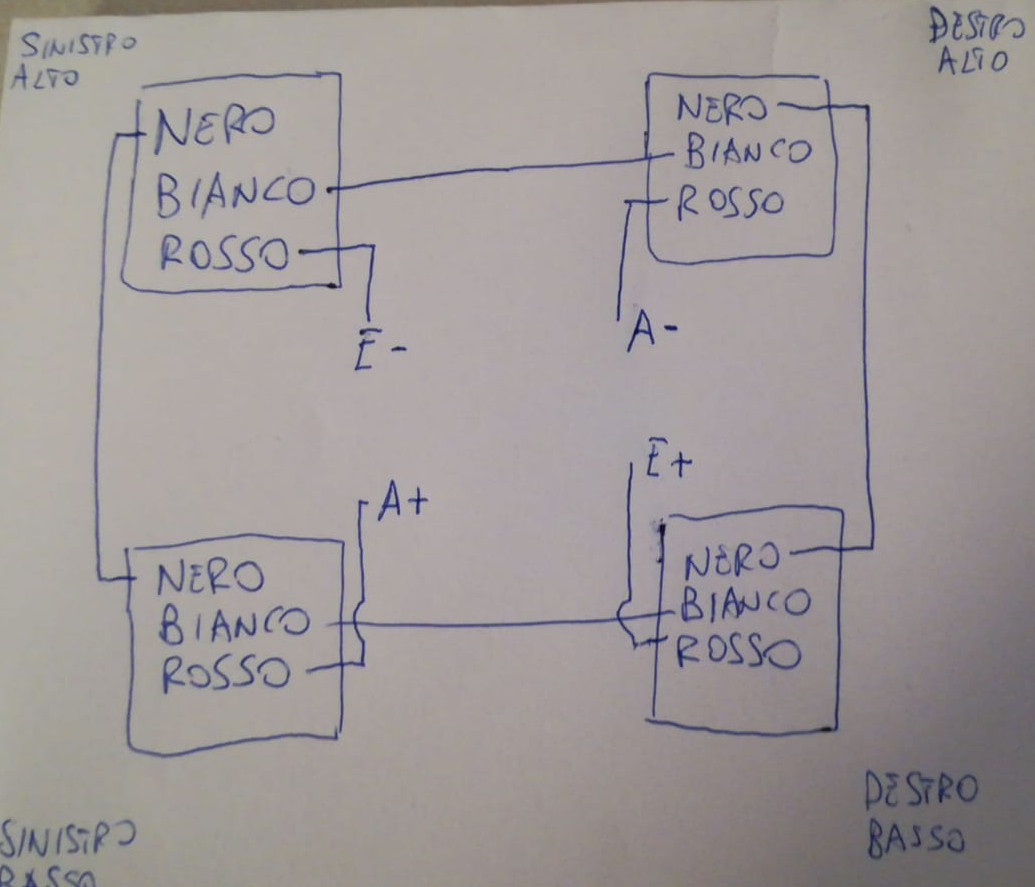 SINISTRO
ALTO
DESTRO
ALTO
NERO
BIANCO
ROSSO
NERO
BIANCO
ROSSO
E-
A-
A+
E+
NERO
BIANCO
ROSSO
NERO
BIANCO
ROSSO
SINISTRO
BASSO
DESTRO
BASSO